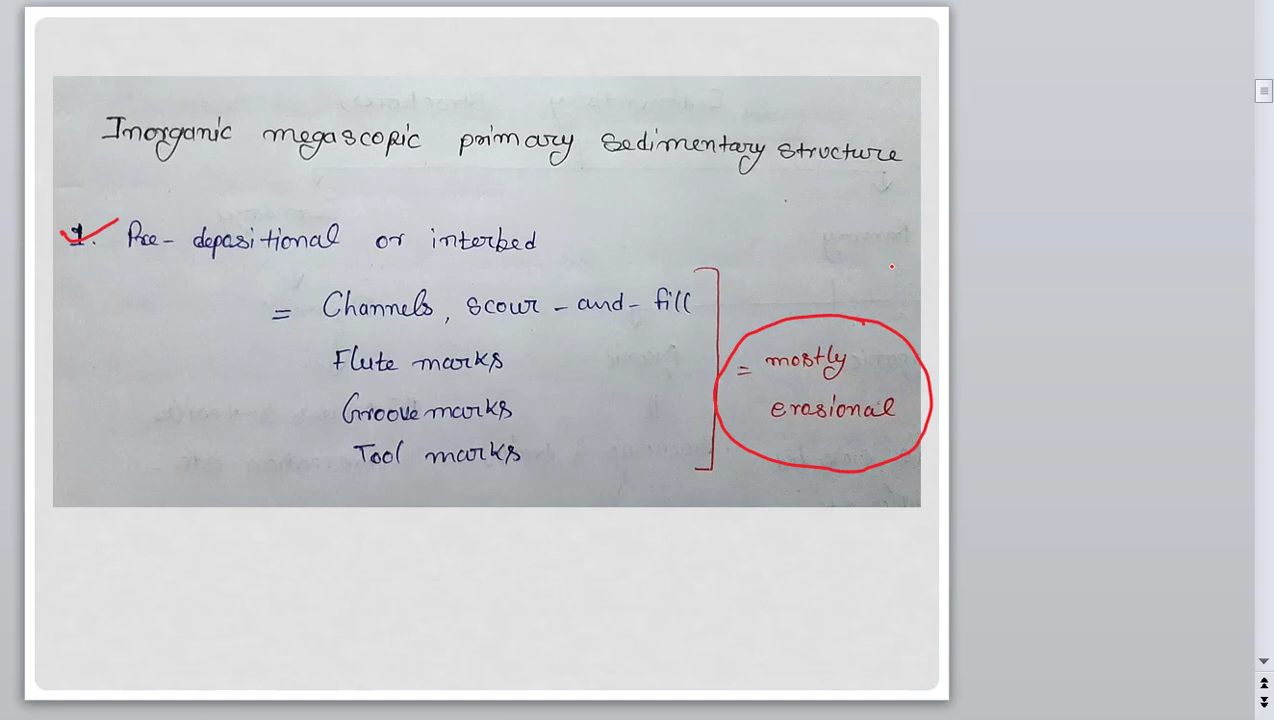 Inorganic megascopic primary sedimentary structure
1. Pre-depasitional or interbed
= Channels, scour-and-fill
Flute marks
Groove marks
Tool marks
= mostly
erosional